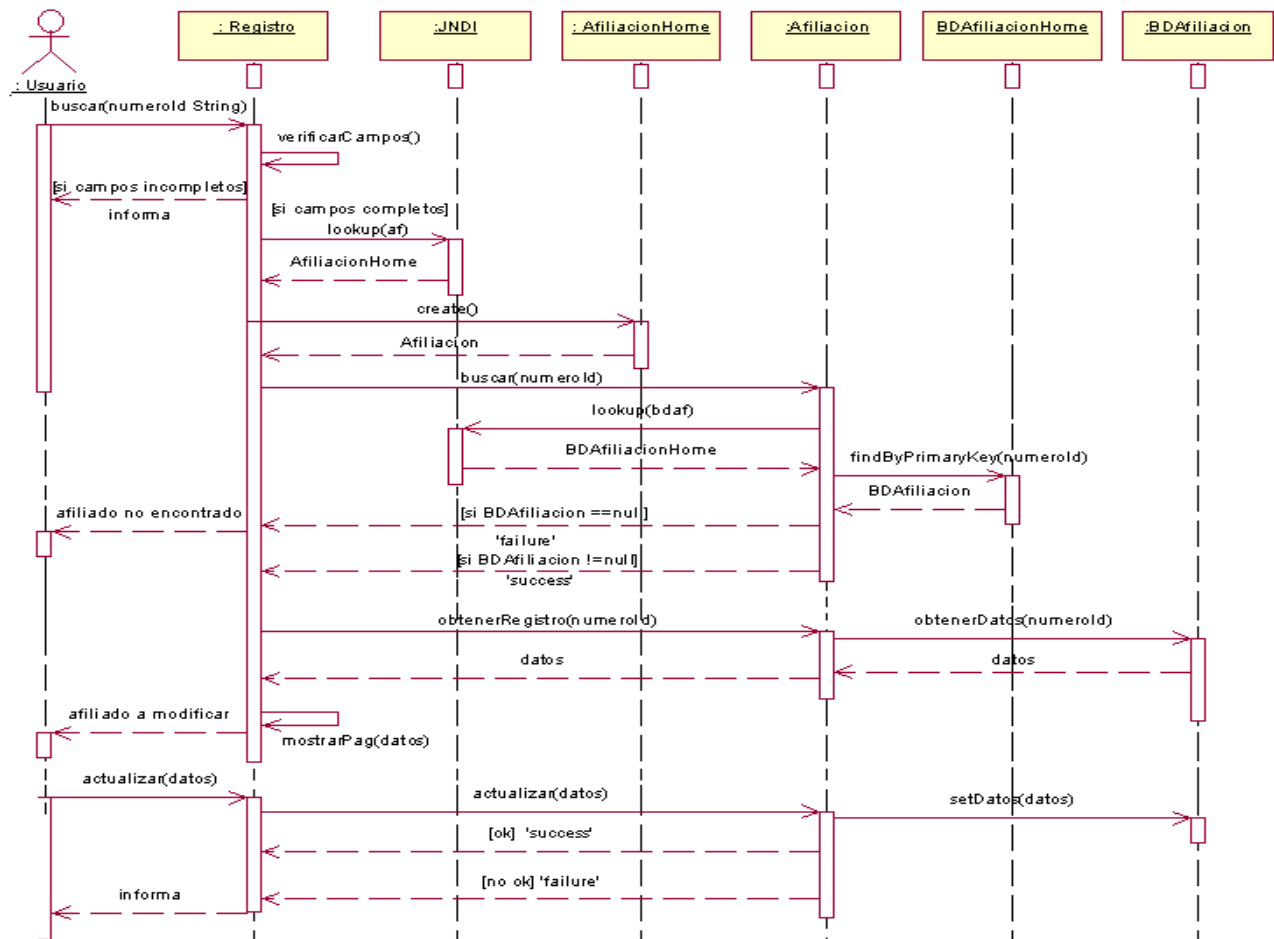 : Registro
:JNDI
: AfiliacionHome
:Afiliacion
BDAfiliacionHome
:BDAfiliacion
: Usuario
buscar(numeroId String)
verificarCampos()
[si campos incompletos]
informa
[si campos completos]
lookup(af)
AfiliacionHome
create()
Afiliacion
buscar(numeroId)
lookup(bdaf)
BDAfiliacionHome
findByPrimaryKey(numeroId)
BDAfiliacion
afiliado no encontrado
[si BDAfiliacion ==null]
'failure'
[si BDAfiliacion !=null]
'success'
obtenerRegistro(numeroId)
obtenerDatos(numeroId)
datos
datos
afiliado a modificar
mostrarPag(datos)
actualizar(datos)
actualizar(datos)
setDatos(datos)
[ok] 'success'
[no ok] 'failure'
informa